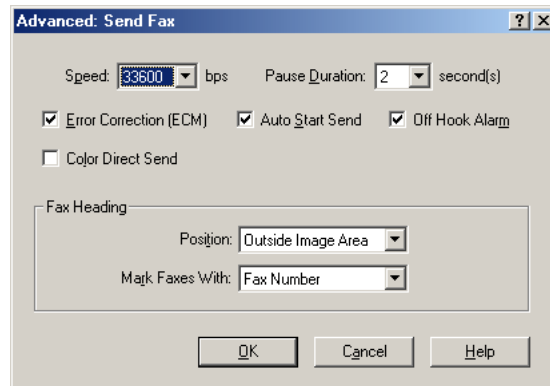 Advanced: Send Fax
Speed: 33600 bps Pause Duration: 2 second(s)
Error Correction (ECM) Auto Start Send Off Hook Alarm
Color Direct Send
Fax Heading
Position: Outside Image Area
Mark Faxes With: Fax Number
OK Cancel Help